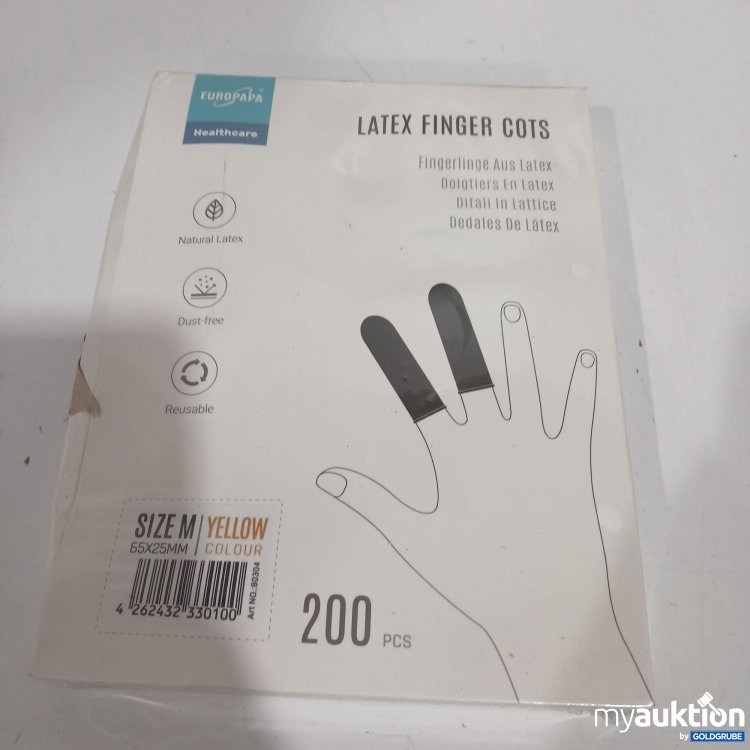 EUROPAPA
Healthcare
LATEX FINGER COTS
Fingerlinge Aus Latex
Doigtiers En Latex
Ditali In Lattice
Dedales De Látex
Natural Latex
Dust-free
Reusable
SIZE M
65X25MM
YELLOW
COLOUR
4 262432 330100
Art NO.:80304
200 PCS
myauktion
by GOLDGRUBE